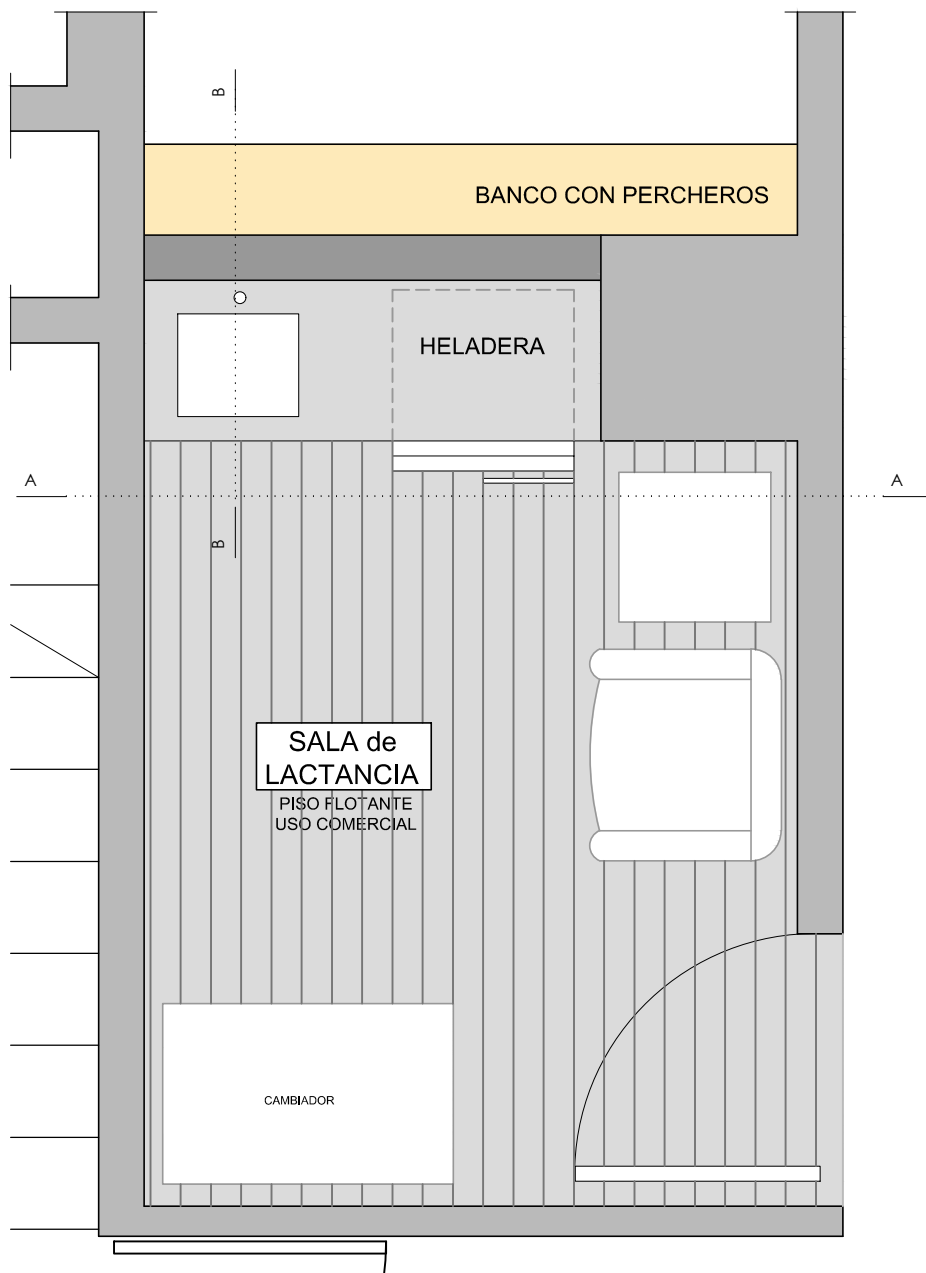 B
BANCO CON PERCHEROS
HELADERA
A
A
B
SALA de
LACTANCIA
PISO FLOTANTE
USO COMERCIAL
CAMBIADOR